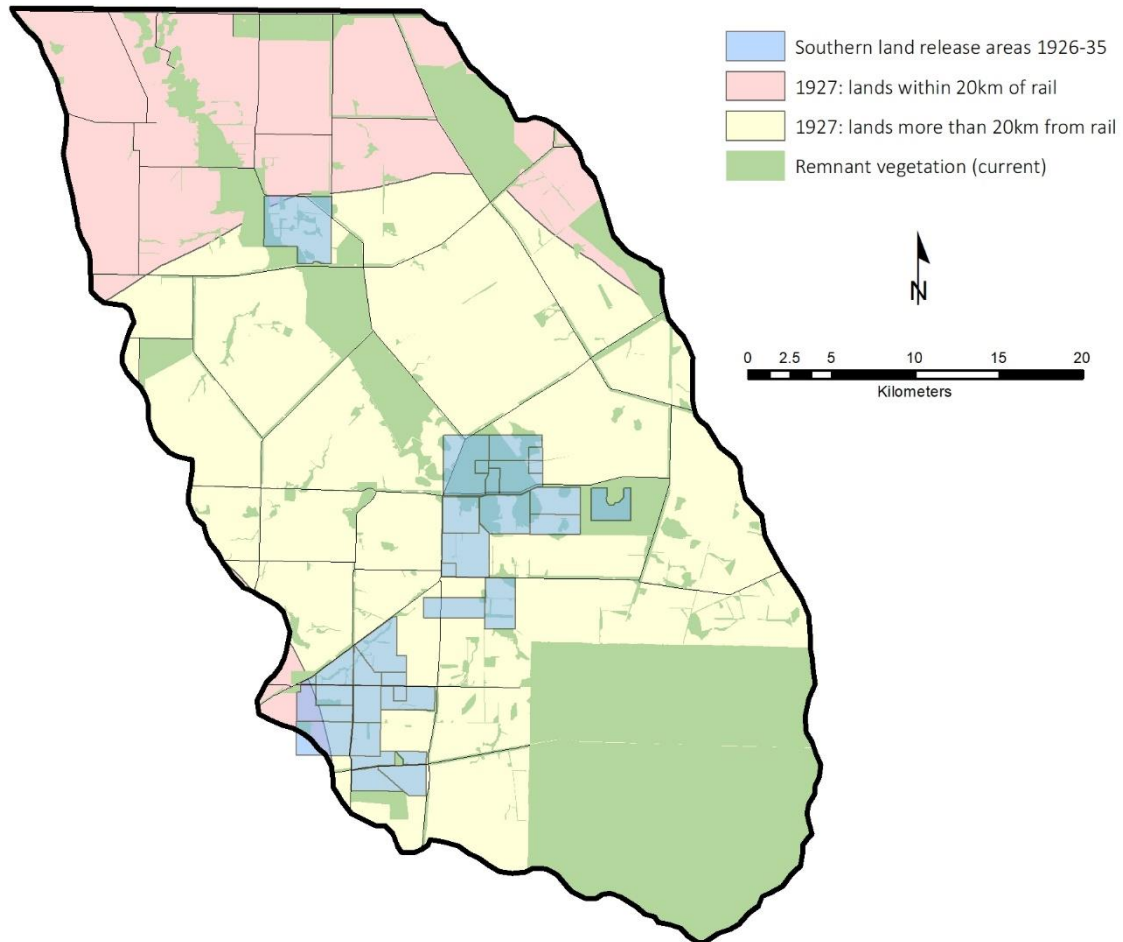 Southern land release areas 1926-35
1927: lands within 20km of rail
1927: lands more than 20km from rail
Remnant vegetation (current)
N
0 2.5 5 10 15 20
Kilometers